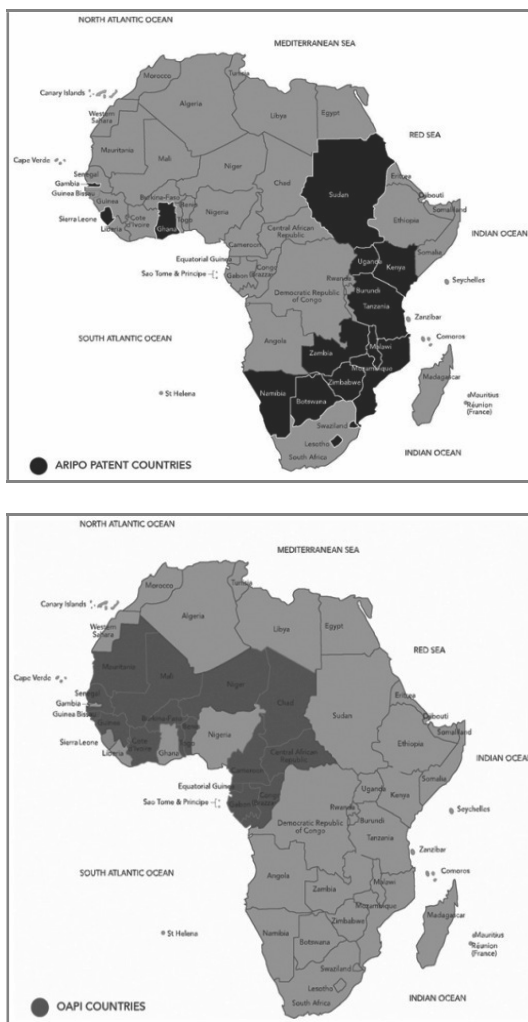 NORTH ATLANTIC OCEAN
MEDITERRANEAN SEA
Tunisia
Morocco
Canary Islands
Algeria
Libya
Egypt
Western
Sahara
RED SEA
Cape Verde
Mauritania
Mali
Niger
Chad
Sudan
Eritrea
Senegal
Gambia
Guinea Bissau
Guinea
Burkina-Faso
Benin
Djibouti
Somaliland
Sierra Leone
Liberia
Cote
d'Ivoire
Ghana
Togo
Nigeria
Ethiopia
Central African
Republic
INDIAN OCEAN
Cameroon
Somalia
Equatorial Guinea
Sao Tome & Principe
Gabon
Congo
Brazza
Uganda
Kenya
Rwanda
Democratic Republic
of Congo
Burundi
Seychelles
Tanzania
Zanzibar
SOUTH ATLANTIC OCEAN
Angola
Comoros
Malawi
Zambia
Mozambique
Zimbabwe
Madagascar
St Helena
Namibia
Botswana
Mauritius
Réunion
(France)
Swaziland
Lesotho
South Africa
INDIAN OCEAN
ARIPO PATENT COUNTRIES
NORTH ATLANTIC OCEAN
MEDITERRANEAN SEA
Tunisia
Morocco
Canary Islands
Algeria
Libya
Egypt
Western
Sahara
RED SEA
Cape Verde
Mauritania
Mali
Niger
Chad
Sudan
Eritrea
Senegal
Gambia
Guinea Bissau
Guinea
Burkina-Faso
Benin
Djibouti
Somaliland
Sierra Leone
Liberia
Cote
d'Ivoire
Ghana
Togo
Nigeria
Ethiopia
Central African
Republic
INDIAN OCEAN
Cameroon
Somalia
Equatorial Guinea
Sao Tome & Principe
Gabon
Congo
Brazza
Uganda
Kenya
Rwanda
Democratic Republic
of Congo
Burundi
Seychelles
Tanzania
Zanzibar
SOUTH ATLANTIC OCEAN
Angola
Comoros
Malawi
Zambia
Mozambique
Zimbabwe
Madagascar
St Helena
Namibia
Botswana
Mauritius
Réunion
(France)
Swaziland
Lesotho
South Africa
INDIAN OCEAN
OAPI COUNTRIES